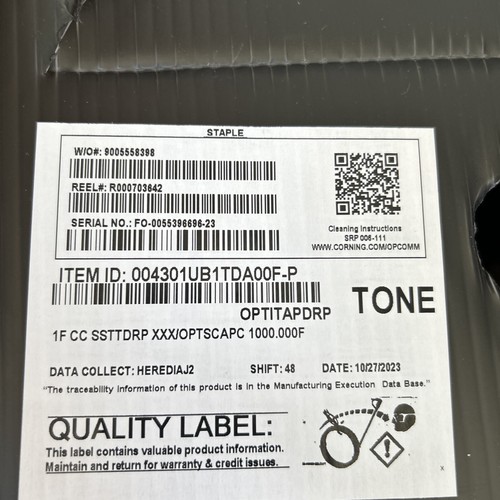 STAPLE
W/O#: 9005558398
REEL#: R000703642
SERIAL NO.: FO-0055396696-23
Cleaning Instructions
SRP 006-111
WWW.CORNING.COM/OPCOMM
ITEM ID: 004301UB1TDA00F-P
OPTITAPDRP
TONE
1F CC SSTTDRP XXX/OPTSCAPC 1000.000F
DATA COLLECT: HEREDIAJ2 SHIFT: 48 DATE: 10/27/2023
"The traceability information of this product is in the Manufacturing Execution Data Base."
QUALITY LABEL:
This label contains valuable product information.
Maintain and return for warranty & credit issues.
x